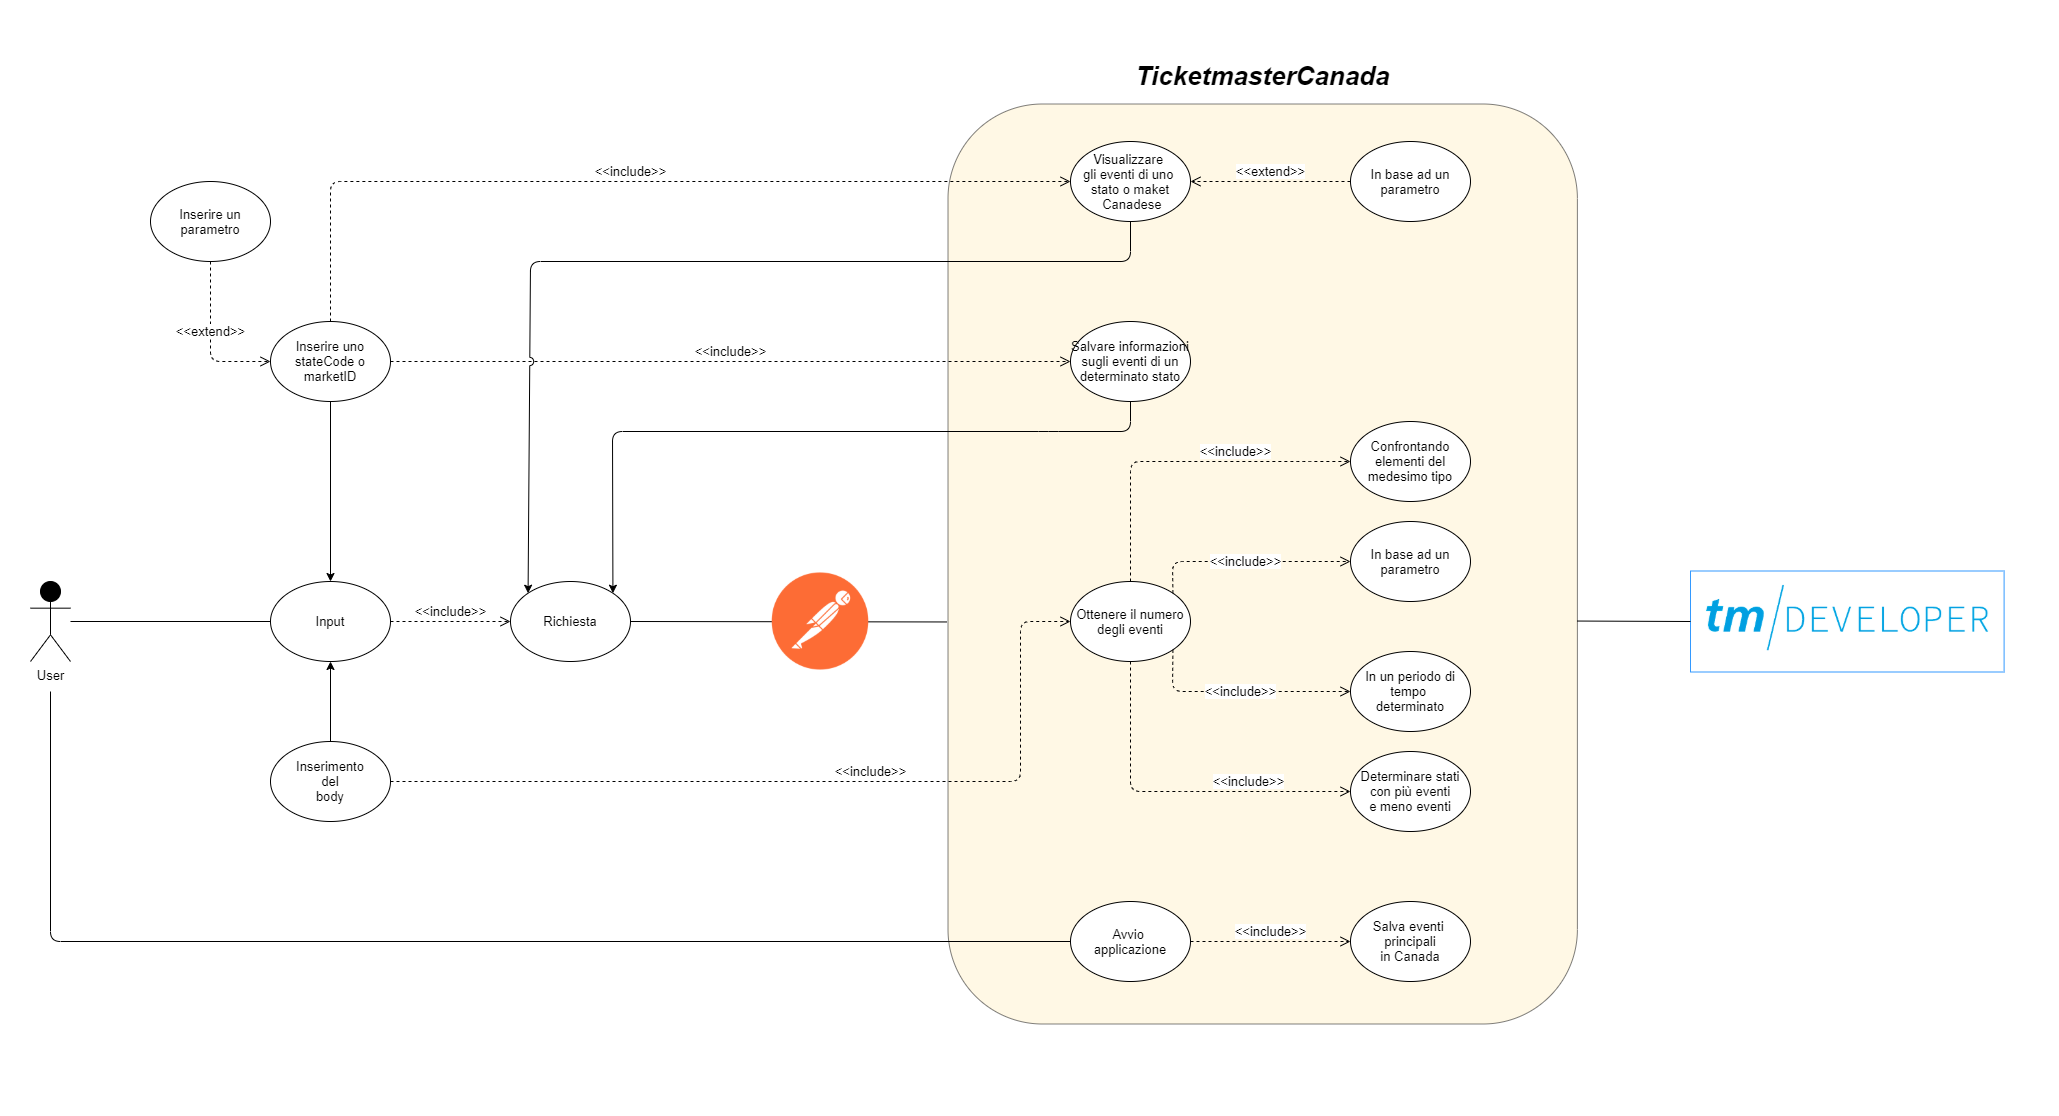 TicketmasterCanada
Visualizzare
gli eventi di uno
stato o maket
Canadese
<<extend>>
In base ad un
parametro
<<include>>
Inserire un
parametro
<<extend>>
Inserire uno
stateCode o
marketID
<<include>>
Salvare informazioni
sugli eventi di un
determinato stato
<<include>>
Confrontando
elementi del
medesimo tipo
<<include>>
In base ad un
parametro
User
Input
<<include>>
Richiesta
Ottenere il numero
degli eventi
tm/DEVELOPER
<<include>>
In un periodo di
tempo
determinato
Inserimento
del
body
<<include>>
<<include>>
Determinare stati
con più eventi
e meno eventi
Avvio
applicazione
<<include>>
Salva eventi
principali
in Canada